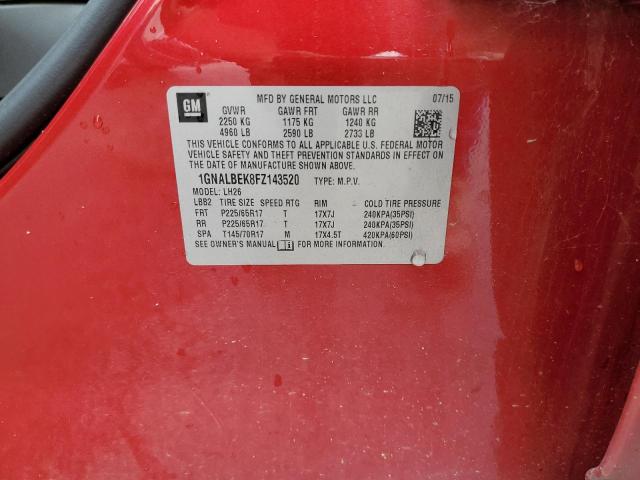 GM
MFD BY GENERAL MOTORS LLC 07/15
GVWR GAWR FRT GAWR RR
2250 KG 1175 KG 1240 KG
4960 LB 2590 LB 2733 LB
THIS VEHICLE CONFORMS TO ALL APPLICABLE U.S. FEDERAL MOTOR
VEHICLE SAFETY AND THEFT PREVENTION STANDARDS IN EFFECT ON
THE DATE OF MANUFACTURE SHOWN ABOVE.
1GNALBEK8FZ143520 TYPE: M.P.V.
MODEL: LH26
LBB2 TIRE SIZE SPEED RTG RIM COLD TIRE PRESSURE
FRT P225/65R17 T 17X7J 240KPA(35PSI)
RR P225/65R17 T 17X7J 240KPA(35PSI)
SPA T145/70R17 M 17X4.5T 420KPA(60PSI)
SEE OWNER'S MANUAL FOR MORE INFORMATION.